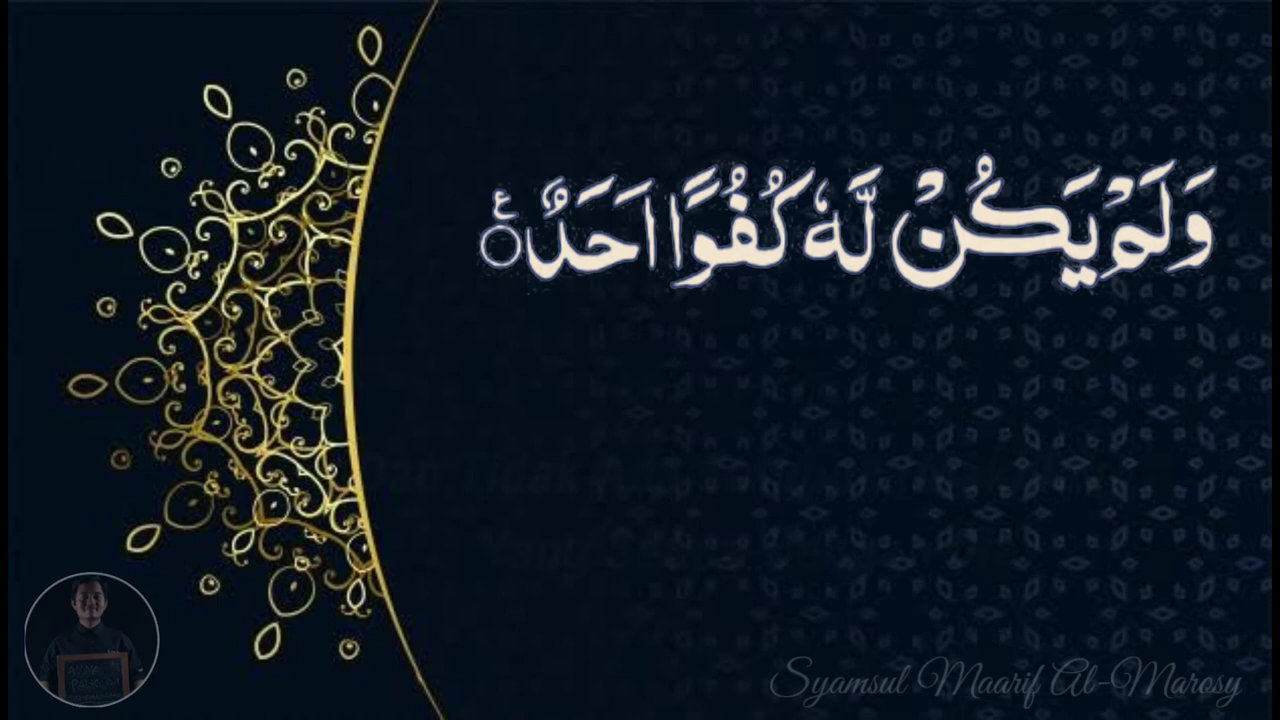 وَلَمْ يَكُنْ لَّهٗ كُفُوًا اَحَدٌ ࣖ
Syamsul Maarif Al-Marosy